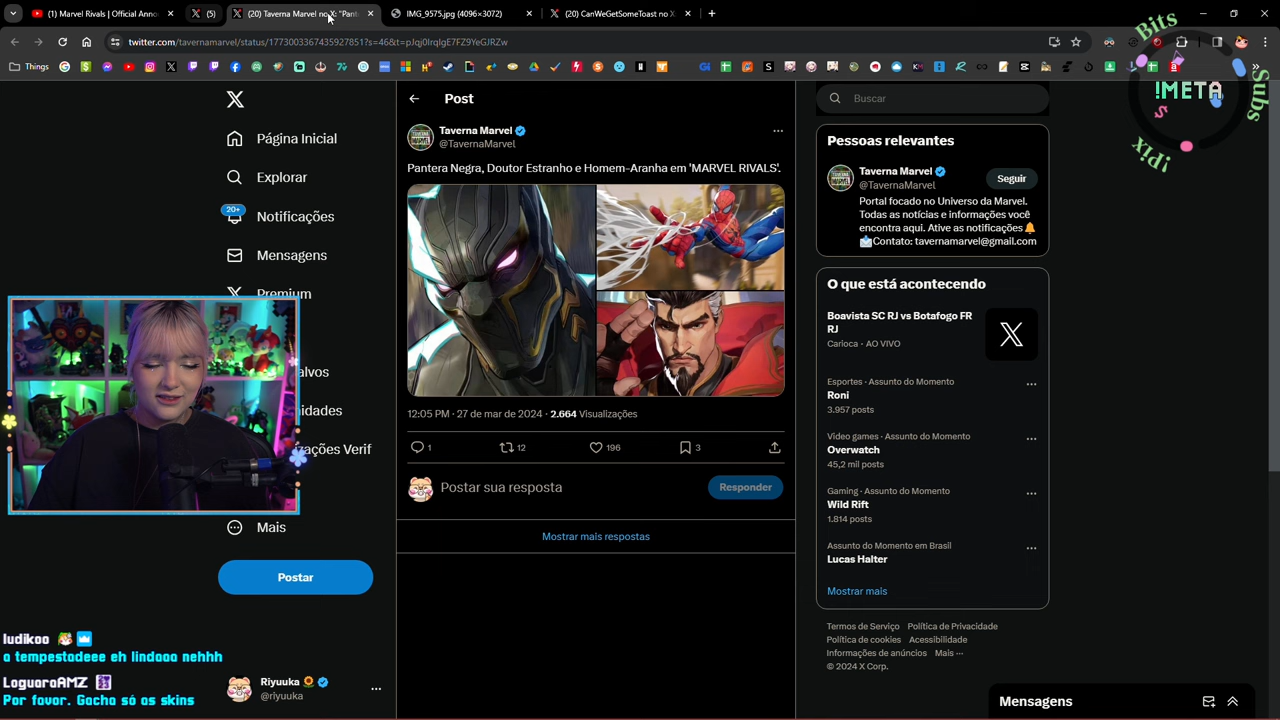 (1) Marvel Rivals | Official Anno
(5)
(20) Taverna Marvel no X: "Pant
IMG_9575.jpg (4096×3072)
(20) CanWeGetSomeToast no X
twitter.com/tavernamarvel/status/1773003367435927851?s=46&t=pJqj0IrqlgE7FZ9YeGJRZw
Things
Bits
Subs
!Pix
!META
Página Inicial
Explorar
20+
Notificações
Mensagens
Premium
alvos
nidades
zações Verif
Mais
Postar
Riyuuka
@riyuuka
Post
Taverna Marvel
@TavernaMarvel
Pantera Negra, Doutor Estranho e Homem-Aranha em 'MARVEL RIVALS'.
12:05 PM · 27 de mar de 2024 · 2.664 Visualizações
1
12
196
3
Postar sua resposta
Responder
Mostrar mais respostas
Buscar
Pessoas relevantes
Taverna Marvel
@TavernaMarvel
Seguir
Portal focado no Universo da Marvel.
Todas as notícias e informações você
encontra aqui. Ative as notificações🔔
📩Contato: tavernamarvel@gmail.com
O que está acontecendo
Boavista SC RJ vs Botafogo FR
RJ
Carioca · AO VIVO
Esportes · Assunto do Momento
Roni
3.957 posts
Video games · Assunto do Momento
Overwatch
45,2 mil posts
Gaming · Assunto do Momento
Wild Rift
1.814 posts
Assunto do Momento em Brasil
Lucas Halter
Mostrar mais
Termos de Serviço Política de Privacidade
Política de cookies Acessibilidade
Informações de anúncios Mais ···
© 2024 X Corp.
Mensagens
ludikoo
a tempestadeee eh lindaaa nehhh
LoguaraAMZ
Por favor. Gacha só as skins